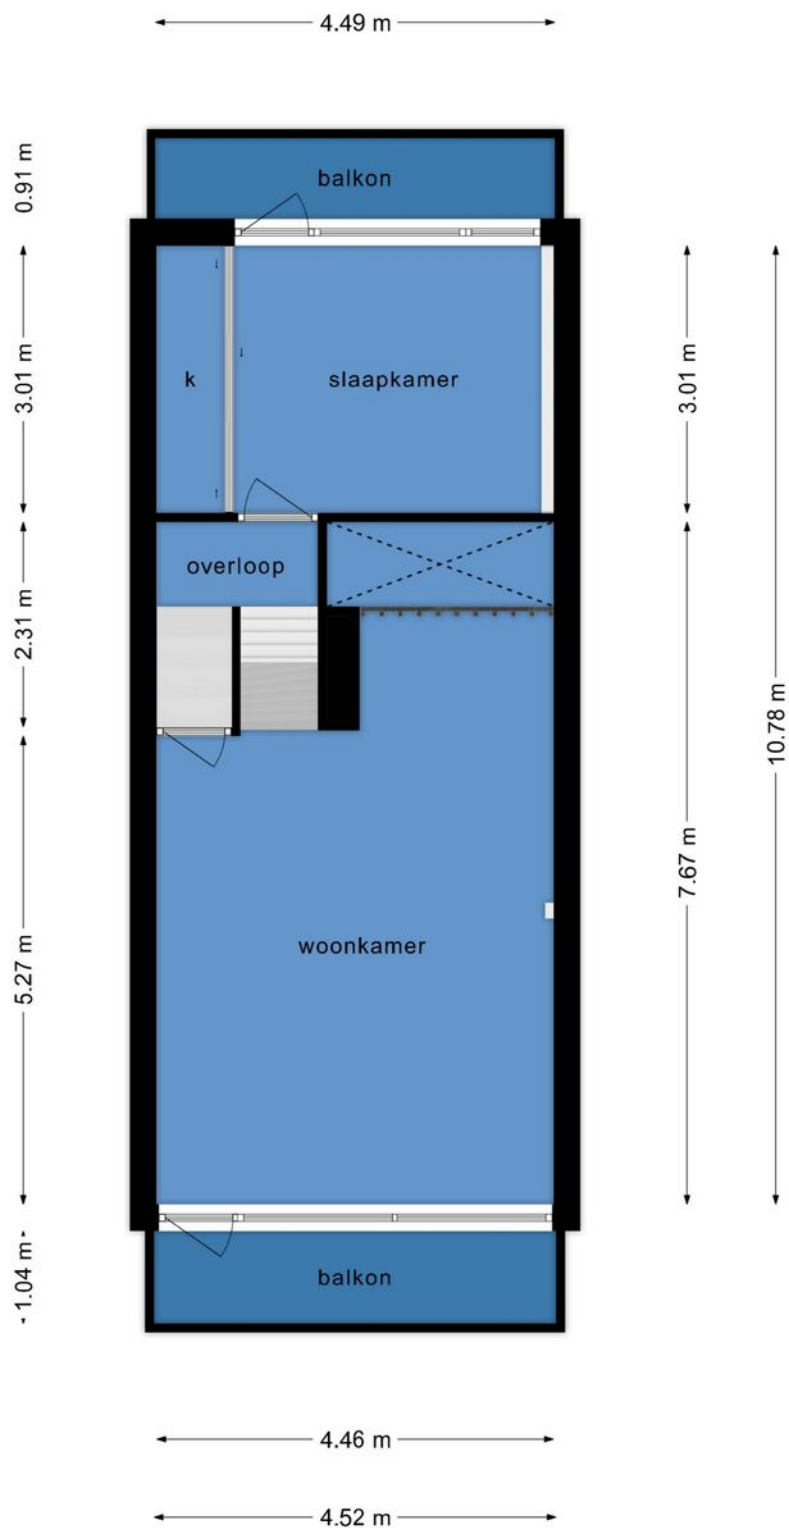 4.49 m
0.91 m
balkon
3.01 m
k
slaapkamer
3.01 m
overloop
2.31 m
10.78 m
7.67 m
5.27 m
woonkamer
1.04 m
balkon
4.46 m
4.52 m